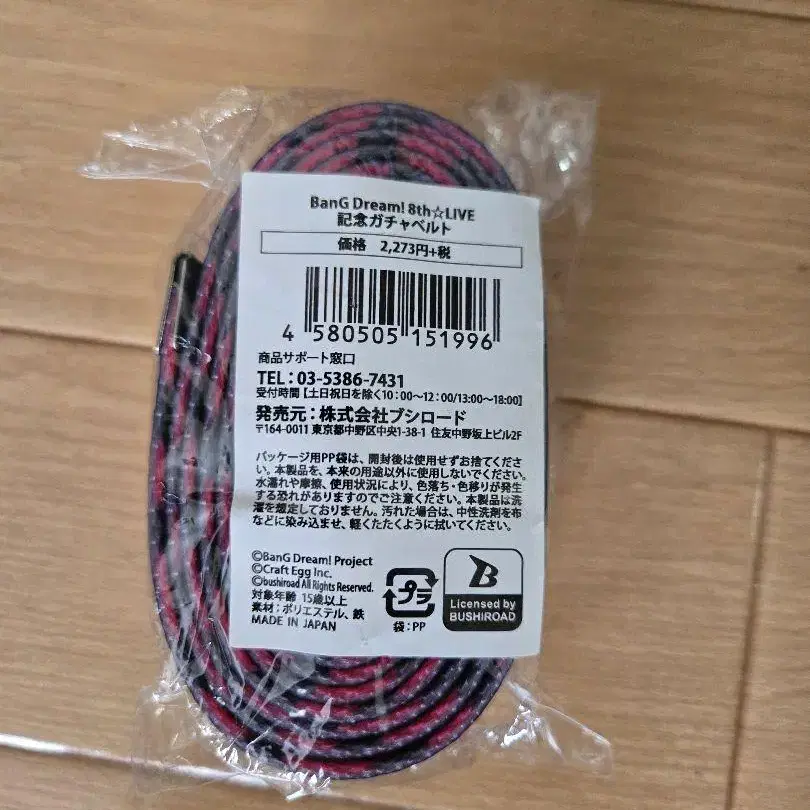 BanG Dream! 8th☆LIVE
記念ガチャベルト
価格 2,273円+税
4 580505 151996
商品サポート窓口
TEL：03-5386-7431
受付時間【土日祝日を除く10：00〜12：00/13:00〜18:00】
発売元：株式会社ブシロード
〒164-0011 東京都中野区中央1-38-1 住友中野坂上ビル2F
パッケージ用PP袋は、開封後は使用せずお捨てくださ
い。本製品を、本来の用途以外に使用しないでください。
水濡れや摩擦、使用状況により、色落ち・色移りが発生
する恐れがありますのでご注意ください。本製品は洗
濯を想定しておりません。汚れた場合は、中性洗剤を布
などに染み込ませ、軽くたたくように拭いてください。
©BanG Dream! Project
©Craft Egg Inc.
©bushiroad All Rights Reserved.
対象年齢 15歳以上
素材：ポリエステル、鉄
MADE IN JAPAN
プラ
袋：PP
B
Licensed by
BUSHIROAD